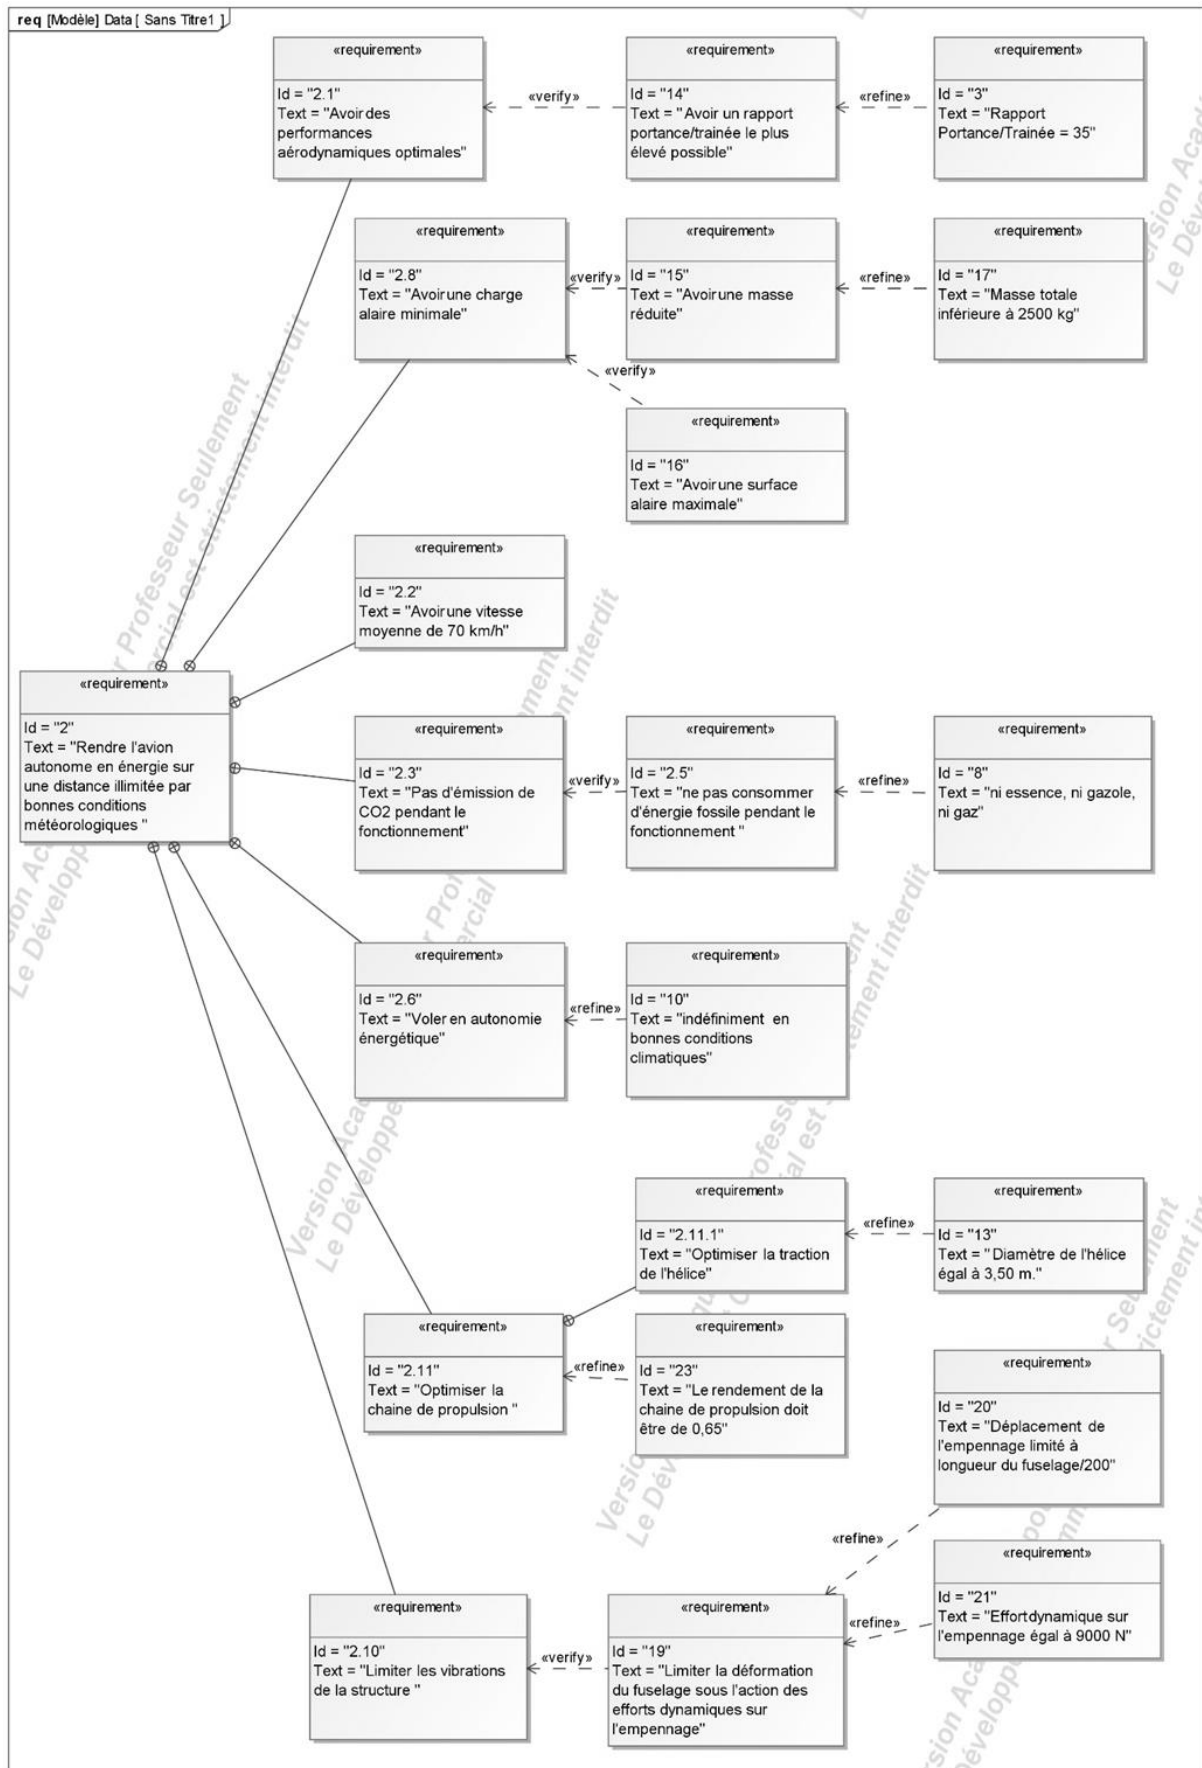 req [Modèle] Data [ Sans Titre1 ]
«requirement»
Id = "2.1"
Text = "Avoir des
performances
aérodynamiques optimales"
«verify»
«requirement»
Id = "14"
Text = "Avoir un rapport
portance/trainée le plus
élevé possible"
«refine»
«requirement»
Id = "3"
Text = "Rapport
Portance/Trainée = 35"
«requirement»
Id = "2.8"
Text = "Avoir une charge
alaire minimale"
«verify»
«requirement»
Id = "15"
Text = "Avoir une masse
réduite"
«refine»
«requirement»
Id = "17"
Text = "Masse totale
inférieure à 2500 kg"
«verify»
«requirement»
Id = "16"
Text = "Avoir une surface
alaire maximale"
«requirement»
Id = "2.2"
Text = "Avoir une vitesse
moyenne de 70 km/h"
«requirement»
Id = "2"
Text = "Rendre l'avion
autonome en énergie sur
une distance illimitée par
bonnes conditions
météorologiques "
«requirement»
Id = "2.3"
Text = "Pas d'émission de
CO2 pendant le
fonctionnement"
«verify»
«requirement»
Id = "2.5"
Text = "ne pas consommer
d'énergie fossile pendant le
fonctionnement "
«refine»
«requirement»
Id = "8"
Text = "ni essence, ni gazole,
ni gaz"
«requirement»
Id = "2.6"
Text = "Voler en autonomie
énergétique"
«refine»
«requirement»
Id = "10"
Text = "indéfiniment en
bonnes conditions
climatiques"
«requirement»
Id = "2.11.1"
Text = "Optimiser la traction
de l'hélice"
«refine»
«requirement»
Id = "13"
Text = "Diamètre de l'hélice
égal à 3,50 m."
«requirement»
Id = "2.11"
Text = "Optimiser la
chaine de propulsion "
«refine»
«requirement»
Id = "23"
Text = "Le rendement de la
chaine de propulsion doit
être de 0,65"
«requirement»
Id = "20"
Text = "Déplacement de
l'empennage limité à
longueur du fuselage/200"
«refine»
«requirement»
Id = "21"
Text = "Effort dynamique sur
l'empennage égal à 9000 N"
«refine»
«requirement»
Id = "2.10"
Text = "Limiter les vibrations
de la structure "
«verify»
«requirement»
Id = "19"
Text = "Limiter la déformation
du fuselage sous l'action des
efforts dynamiques sur
l'empennage"